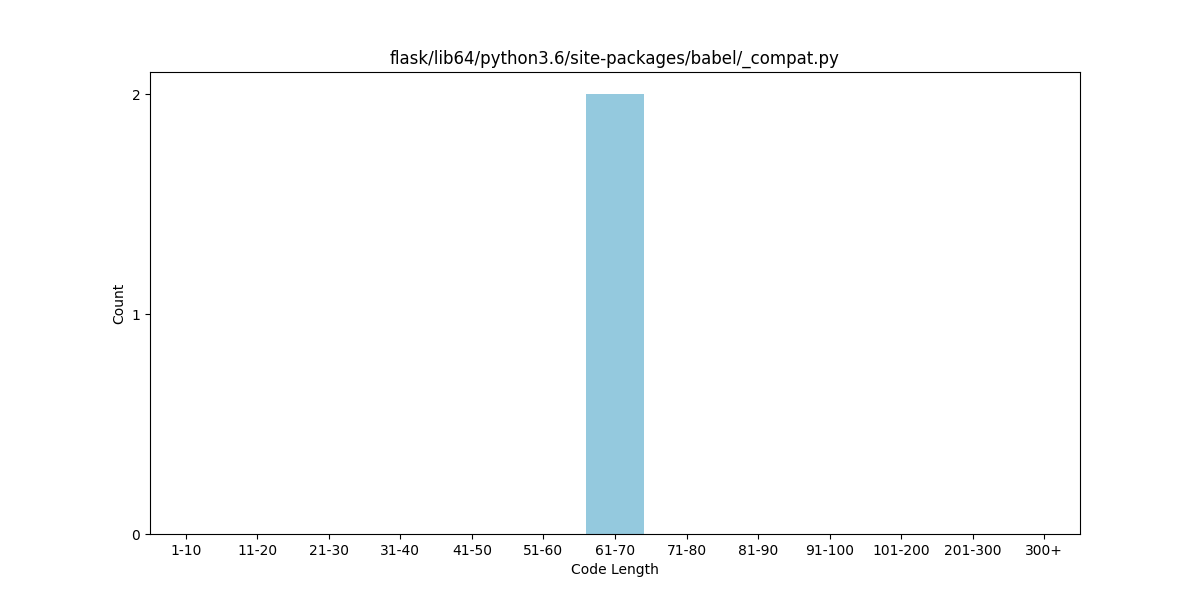 flask/lib64/python3.6/site-packages/babel/_compat.py
2
1
0
Count
1-10 11-20 21-30 31-40 41-50 51-60 61-70 71-80 81-90 91-100 101-200 201-300 300+
Code Length